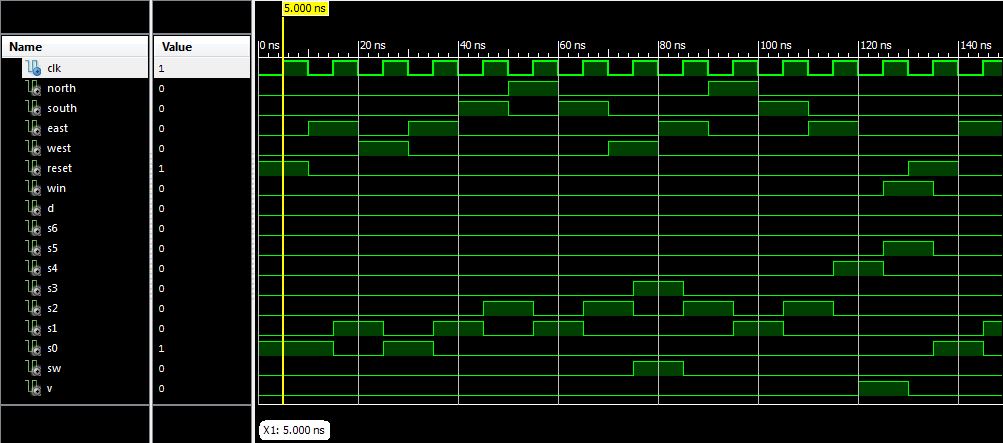 5.000 ns
Name Value
0 ns 20 ns 40 ns 60 ns 80 ns 100 ns 120 ns 140 ns
clk 1
north 0
south 0
east 0
west 0
reset 1
win 0
d 0
s6 0
s5 0
s4 0
s3 0
s2 0
s1 0
s0 1
sw 0
v 0
X1: 5.000 ns